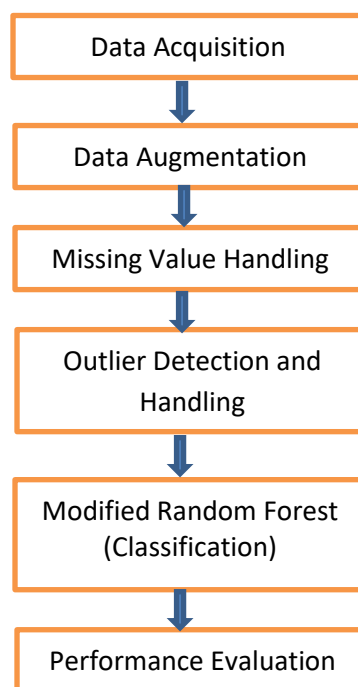 Data Acquisition
Data Augmentation
Missing Value Handling
Outlier Detection and
Handling
Modified Random Forest
(Classification)
Performance Evaluation